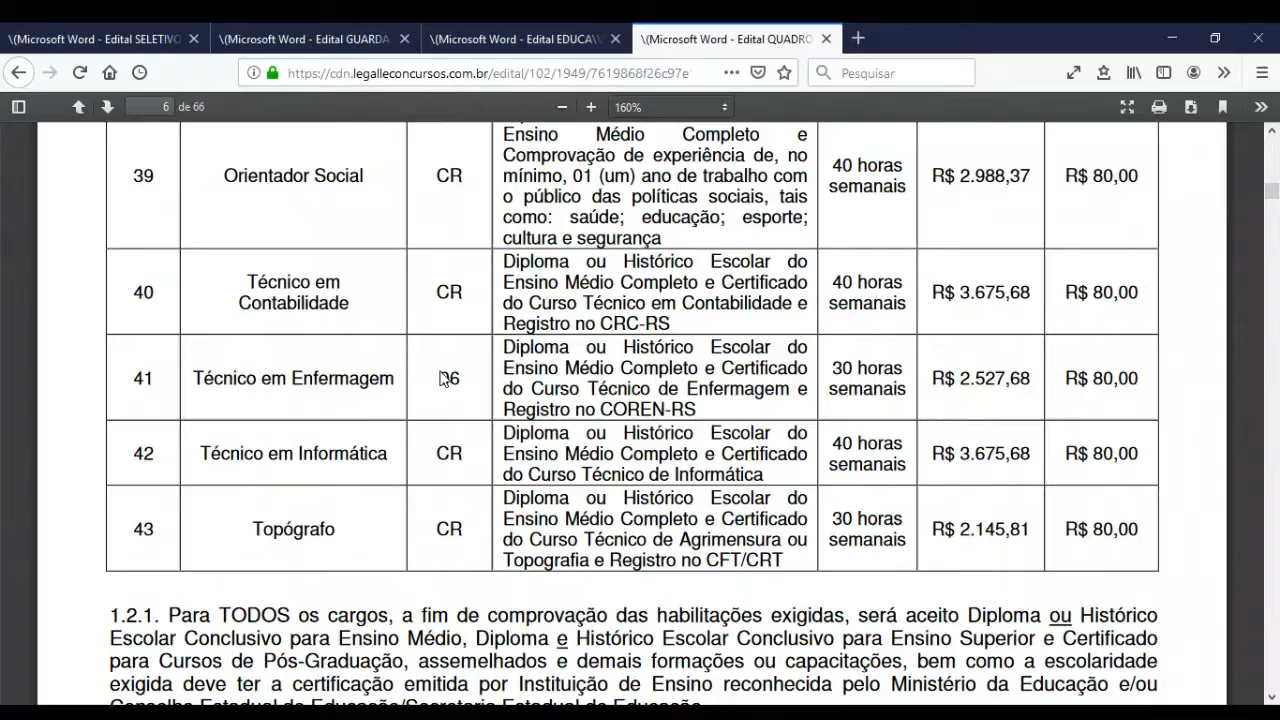 \(Microsoft Word - Edital SELETIVO
\(Microsoft Word - Edital GUARDA
\(Microsoft Word - Edital EDUCA\\
\(Microsoft Word - Edital QUADRO
https://cdn.legalleconcursos.com.br/edital/102/1949/7619868f26c97e
Pesquisar
6 de 66
160%
Ensino Médio Completo e
Comprovação de experiência de, no
mínimo, 01 (um) ano de trabalho com
o público das políticas sociais, tais
como: saúde; educação; esporte;
cultura e segurança
39
Orientador Social
CR
40 horas
semanais
R$ 2.988,37
R$ 80,00
40
Técnico em
Contabilidade
CR
Diploma ou Histórico Escolar do
Ensino Médio Completo e Certificado
do Curso Técnico em Contabilidade e
Registro no CRC-RS
40 horas
semanais
R$ 3.675,68
R$ 80,00
41
Técnico em Enfermagem
Diploma ou Histórico Escolar do
Ensino Médio Completo e Certificado
do Curso Técnico de Enfermagem e
Registro no COREN-RS
30 horas
semanais
R$ 2.527,68
R$ 80,00
42
Técnico em Informática
CR
Diploma ou Histórico Escolar do
Ensino Médio Completo e Certificado
do Curso Técnico de Informática
40 horas
semanais
R$ 3.675,68
R$ 80,00
43
Topógrafo
CR
Diploma ou Histórico Escolar do
Ensino Médio Completo e Certificado
do Curso Técnico de Agrimensura ou
Topografia e Registro no CFT/CRT
30 horas
semanais
R$ 2.145,81
R$ 80,00
1.2.1. Para TODOS os cargos, a fim de comprovação das habilitações exigidas, será aceito Diploma ou Histórico
Escolar Conclusivo para Ensino Médio, Diploma e Histórico Escolar Conclusivo para Ensino Superior e Certificado
para Cursos de Pós-Graduação, assemelhados e demais formações ou capacitações, bem como a escolaridade
exigida deve ter a certificação emitida por Instituição de Ensino reconhecida pelo Ministério da Educação e/ou
Conselho Estadual de Educação/Secretaria Estadual de Educação.